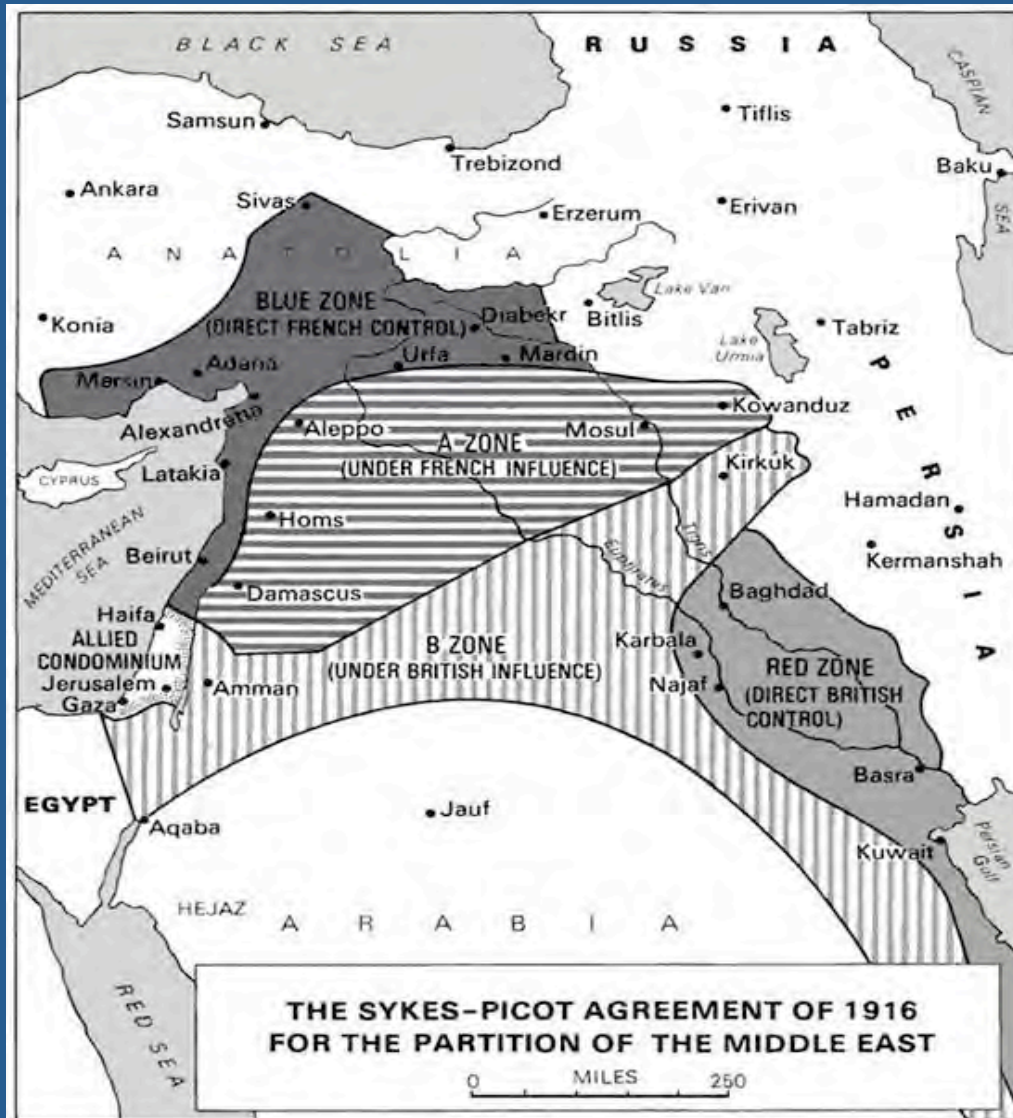 BLACK SEA
RUSSIA
CASPIAN
SEA
Samsun
Tiflis
Trebizond
Baku
Ankara
Sivas
Erzerum
Erivan
ANATOLIA
BLUE ZONE
(DIRECT FRENCH CONTROL)
Lake Van
Konia
Diabekr
Bitlis
Tabriz
Lake
Urmia
Adana
Urfa
Mardin
Mersin
PERSIA
Alexandretta
Kowanduz
Aleppo
Mosul
A ZONE
(UNDER FRENCH INFLUENCE)
Latakia
Kirkuk
CYPRUS
Hamadan
Homs
MEDITERRANEAN
SEA
Tigris
Euphrates
Beirut
Kermanshah
Damascus
Baghdad
Haifa
ALLIED
CONDOMINIUM
Karbala
B ZONE
(UNDER BRITISH INFLUENCE)
RED ZONE
(DIRECT BRITISH
CONTROL)
Jerusalem
Amman
Najaf
Gaza
Basra
EGYPT
Aqaba
Jauf
Kuwait
Persian
Gulf
HEJAZ
ARABIA
RED SEA
THE SYKES–PICOT AGREEMENT OF 1916
FOR THE PARTITION OF THE MIDDLE EAST
0 MILES 250